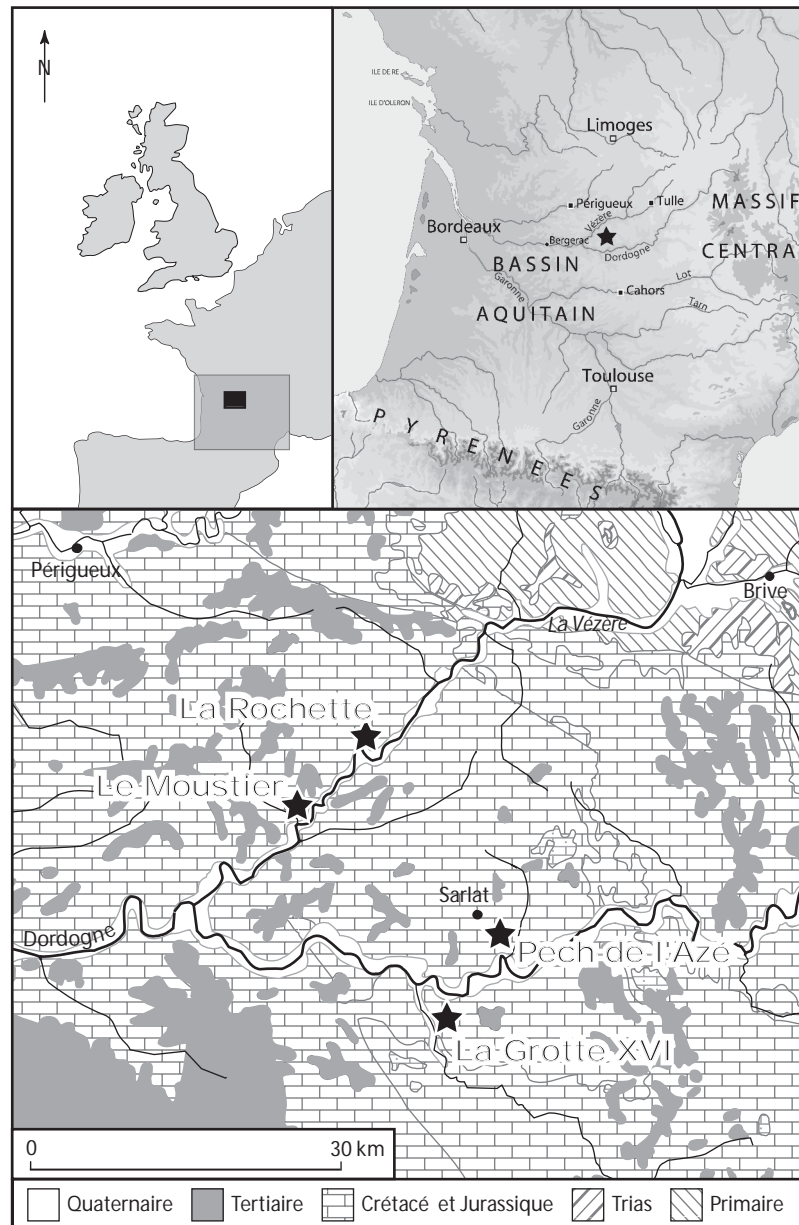 N
ILE DE RE
ILE D'OLERON
Limoges
Périgueux
Tulle
MASSIF
Vézère
Bordeaux
Bergerac
Dordogne
CENTRA
BASSIN
Garonne
Cahors
Lot
Tarn
AQUITAIN
Toulouse
Garonne
PYRENEES
Périgueux
Brive
La Vézère
La Rochette
Le Moustier
Sarlat
Dordogne
Pech de l'Azé
La Grotte XVI
0 30 km
Quaternaire Tertiaire Crétacé et Jurassique Trias Primaire